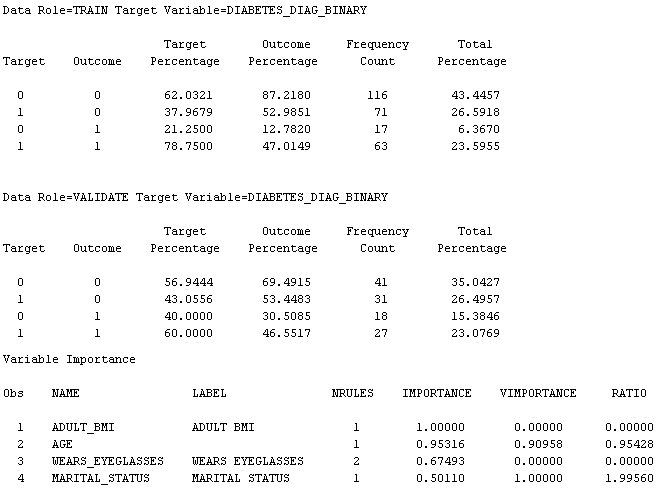 Data Role=TRAIN Target Variable=DIABETES_DIAG_BINARY
Target Outcome Frequency Total
Target Outcome Percentage Percentage Count Percentage
0 0 62.0321 87.2180 116 43.4457
1 0 37.9679 52.9851 71 26.5918
0 1 21.2500 12.7820 17 6.3670
1 1 78.7500 47.0149 63 23.5955
Data Role=VALIDATE Target Variable=DIABETES_DIAG_BINARY
Target Outcome Frequency Total
Target Outcome Percentage Percentage Count Percentage
0 0 56.9444 69.4915 41 35.0427
1 0 43.0556 53.4483 31 26.4957
0 1 40.0000 30.5085 18 15.3846
1 1 60.0000 46.5517 27 23.0769
Variable Importance
Obs NAME LABEL NRULES IMPORTANCE VIMPORTANCE RATIO
1 ADULT_BMI ADULT BMI 1 1.00000 0.00000 0.00000
2 AGE 1 0.95316 0.90958 0.95428
3 WEARS_EYEGLASSES WEARS EYEGLASSES 2 0.67493 0.00000 0.00000
4 MARITAL_STATUS MARITAL STATUS 1 0.50110 1.00000 1.99560